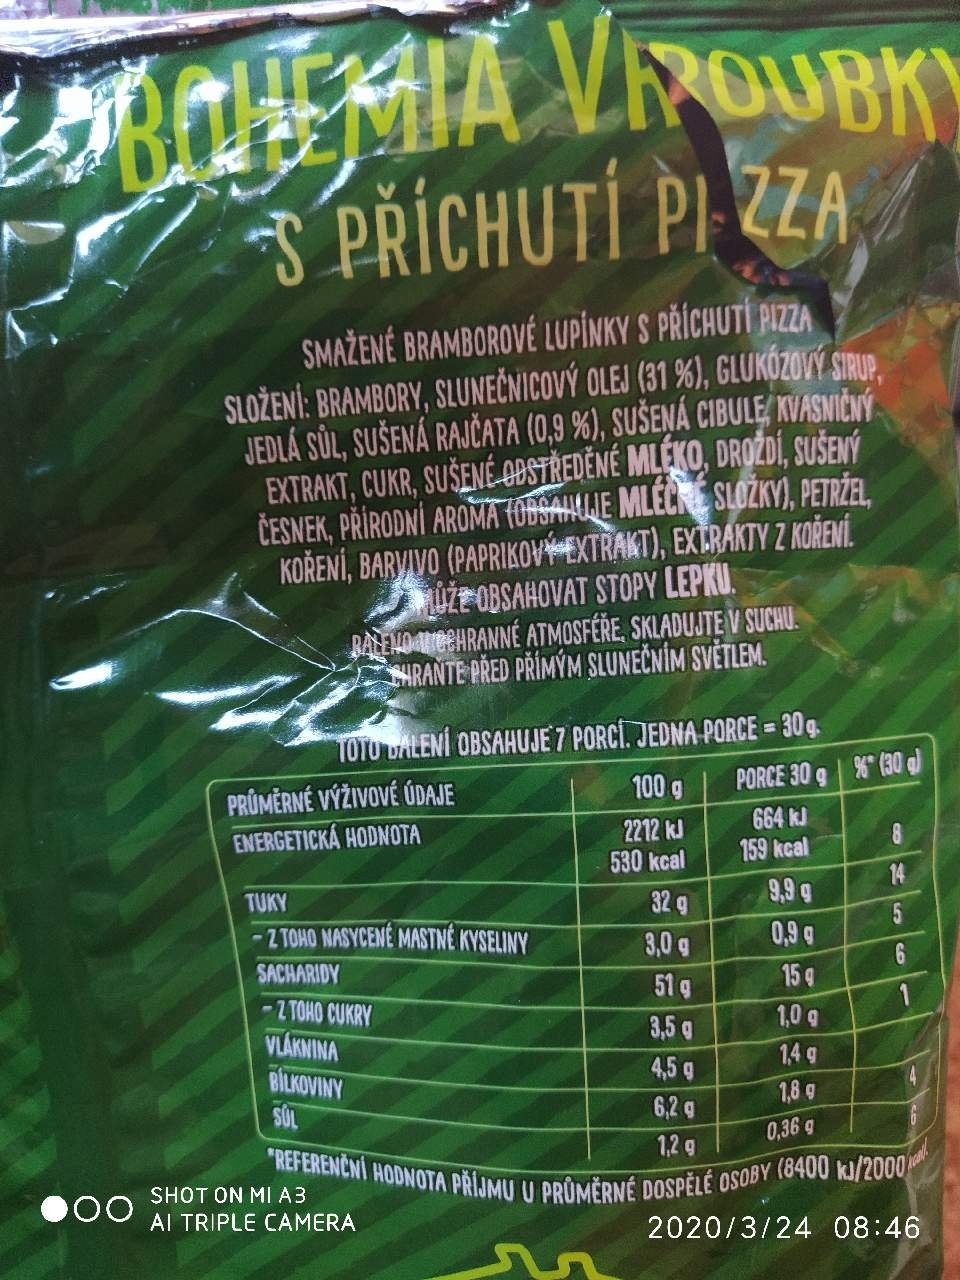 BOHEMIA VROUBKY
S PŘÍCHUTÍ PIZZA
SMAŽENÉ BRAMBOROVÉ LUPÍNKY S PŘÍCHUTÍ PIZZA
SLOŽENÍ: BRAMBORY, SLUNEČNICOVÝ OLEJ (31 %), GLUKÓZOVÝ SIRUP,
JEDLÁ SŮL, SUŠENÁ RAJČATA (0,9 %), SUŠENÁ CIBULE, KVASNIČNÝ
EXTRAKT, CUKR, SUŠENÉ ODSTŘEDĚNÉ MLÉKO, DROŽDÍ, SUŠENÝ
ČESNEK, PŘÍRODNÍ AROMA (OBSAHUJE MLÉČNÉ SLOŽKY), PETRŽEL,
KOŘENÍ, BARVIVO (PAPRIKOVÝ EXTRAKT), EXTRAKTY Z KOŘENÍ.
MŮŽE OBSAHOVAT STOPY LEPKU.
BALENO V OCHRANNÉ ATMOSFÉŘE, SKLADUJTE V SUCHU.
CHRAŇTE PŘED PŘÍMÝM SLUNEČNÍM SVĚTLEM.
TOTO BALENÍ OBSAHUJE 7 PORCÍ. JEDNA PORCE = 30 g.
PRŮMĚRNÉ VÝŽIVOVÉ ÚDAJE 100 g PORCE 30 g %* (30 g)
ENERGETICKÁ HODNOTA 2212 kJ 664 kJ 8
530 kcal 159 kcal
TUKY 32 g 9,9 g 14
- Z TOHO NASYCENÉ MASTNÉ KYSELINY 3,0 g 0,9 g 5
SACHARIDY 51 g 15 g 6
- Z TOHO CUKRY 3,5 g 1,0 g 1
VLÁKNINA 4,5 g 1,4 g
BÍLKOVINY 6,2 g 1,8 g 4
SŮL 1,2 g 0,36 g 6
*REFERENČNÍ HODNOTA PŘÍJMU U PRŮMĚRNÉ DOSPĚLÉ OSOBY (8400 kJ/2000 kcal).
SHOT ON MI A3
AI TRIPLE CAMERA
2020/3/24 08:46